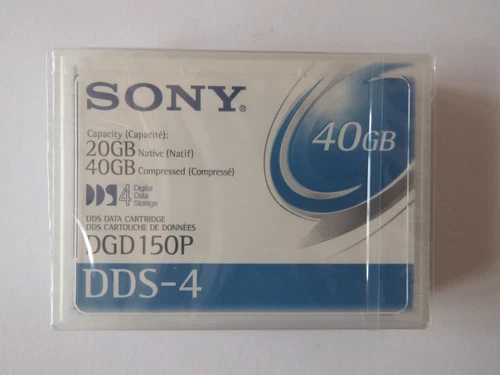 SONY®
Capacity (Capacité):
20GB Native (Natif)
40GB Compressed (Compressé)
DDS4 Digital Data Storage
DDS DATA CARTRIDGE
DDS CARTOUCHE DE DONNÉES
DGD150P
DDS-4
40GB